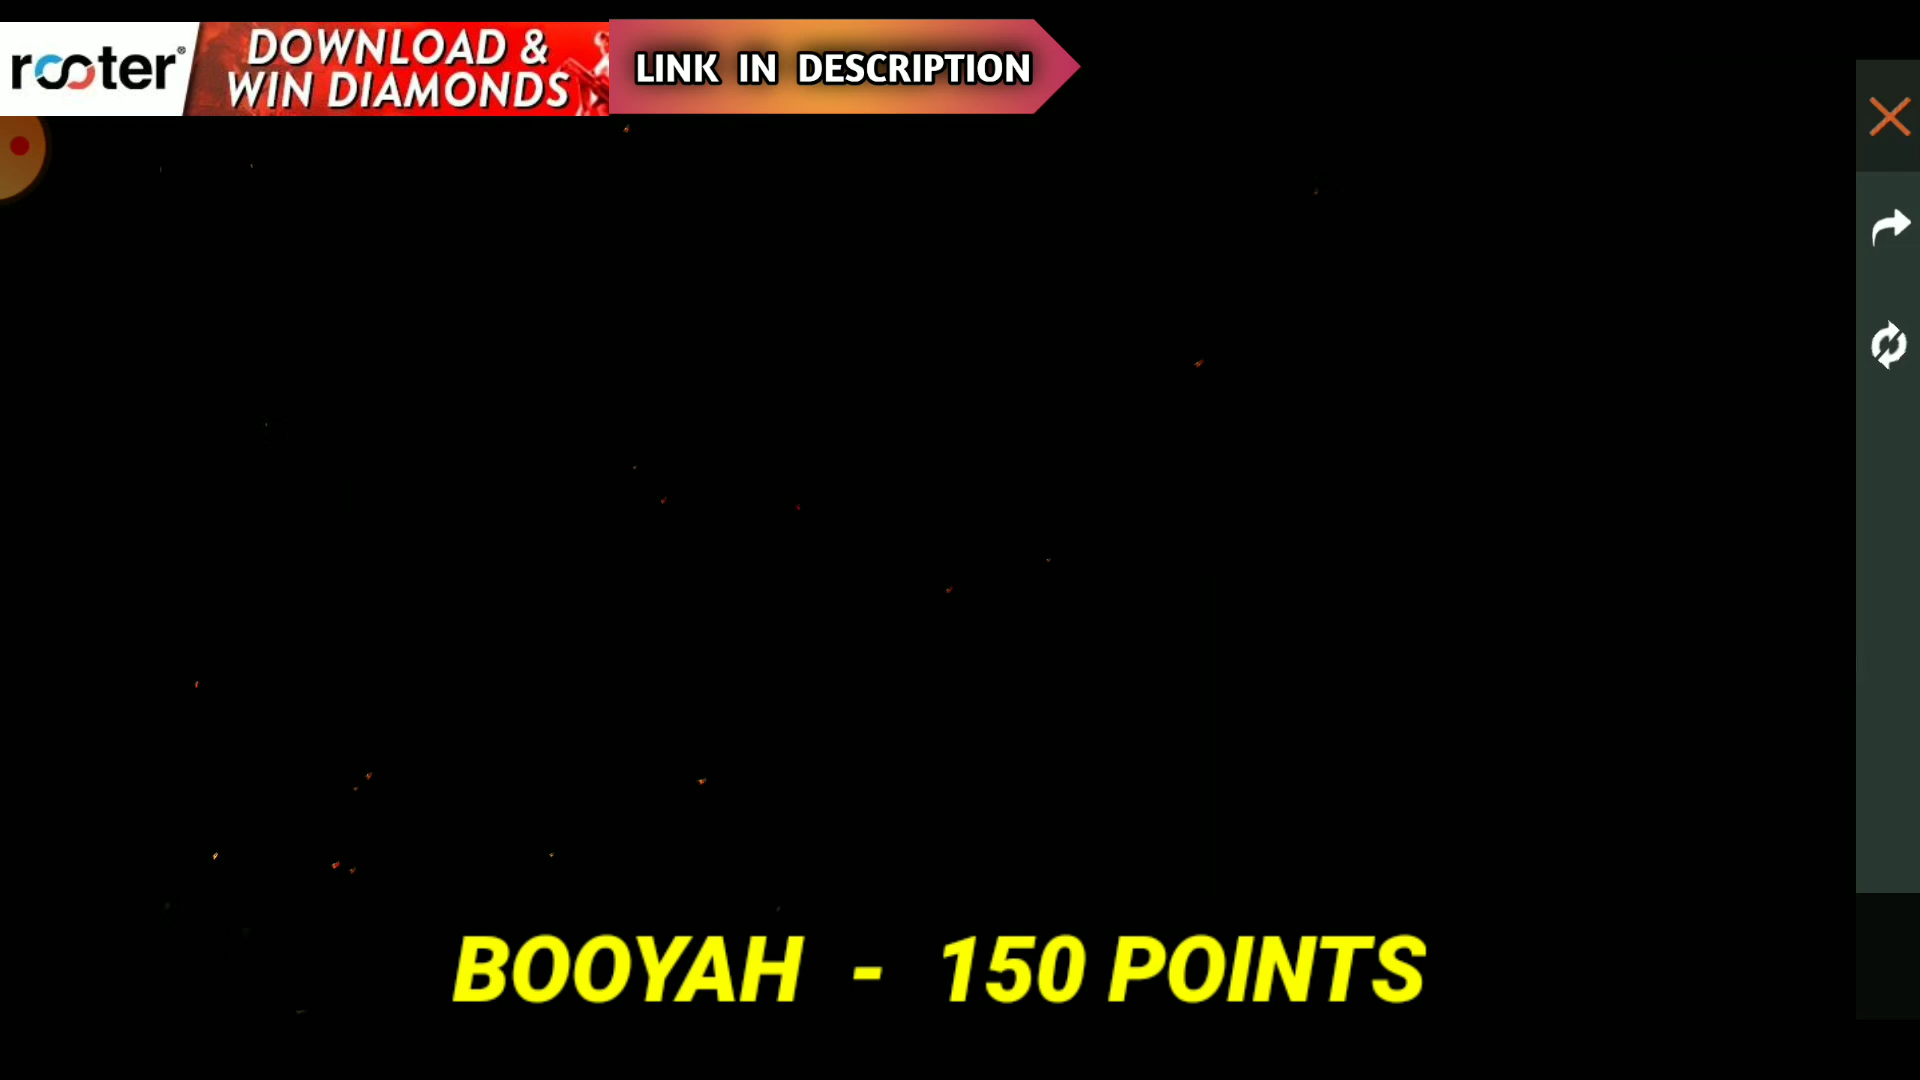 rooter®
DOWNLOAD &
WIN DIAMONDS
LINK IN DESCRIPTION
BOOYAH - 150 POINTS